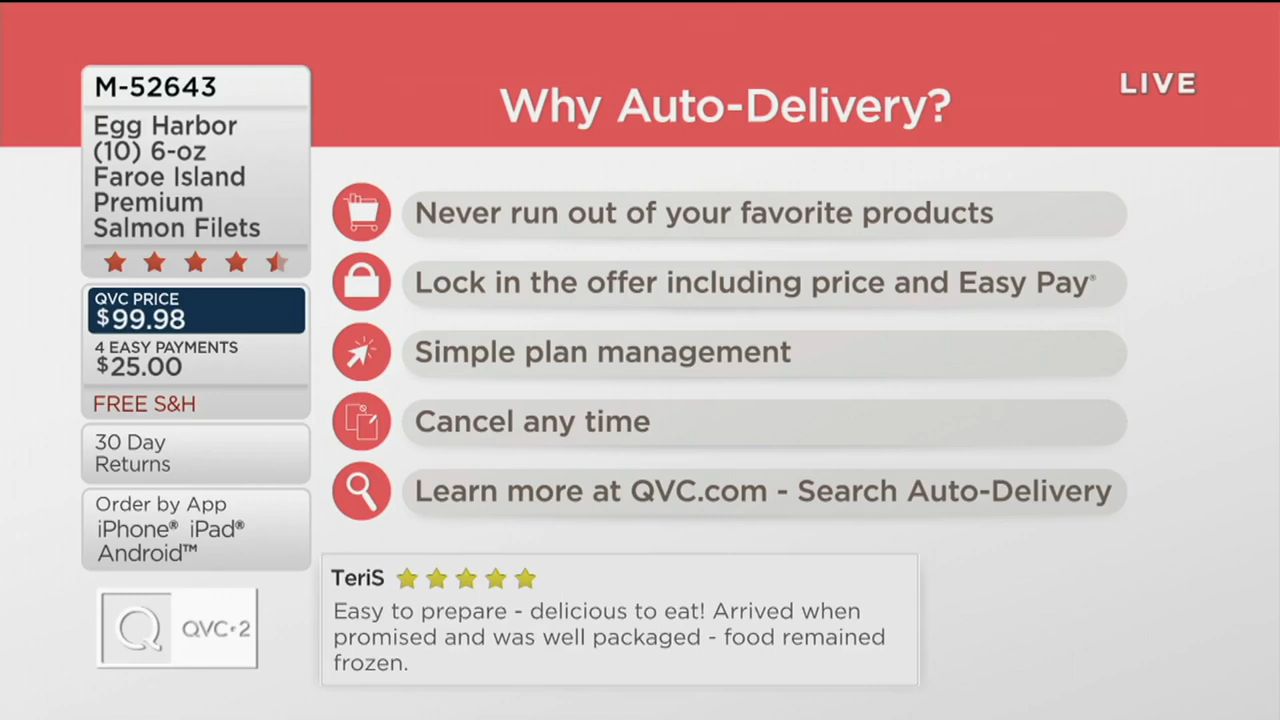 M-52643
Egg Harbor
(10) 6-oz
Faroe Island
Premium
Salmon Filets
QVC PRICE
$99.98
4 EASY PAYMENTS
$25.00
FREE S&H
30 Day
Returns
Order by App
iPhone® iPad®
Android™
QVC•2
Why Auto-Delivery?
LIVE
Never run out of your favorite products
Lock in the offer including price and Easy Pay®
Simple plan management
Cancel any time
Learn more at QVC.com - Search Auto-Delivery
TeriS
Easy to prepare - delicious to eat! Arrived when
promised and was well packaged - food remained
frozen.